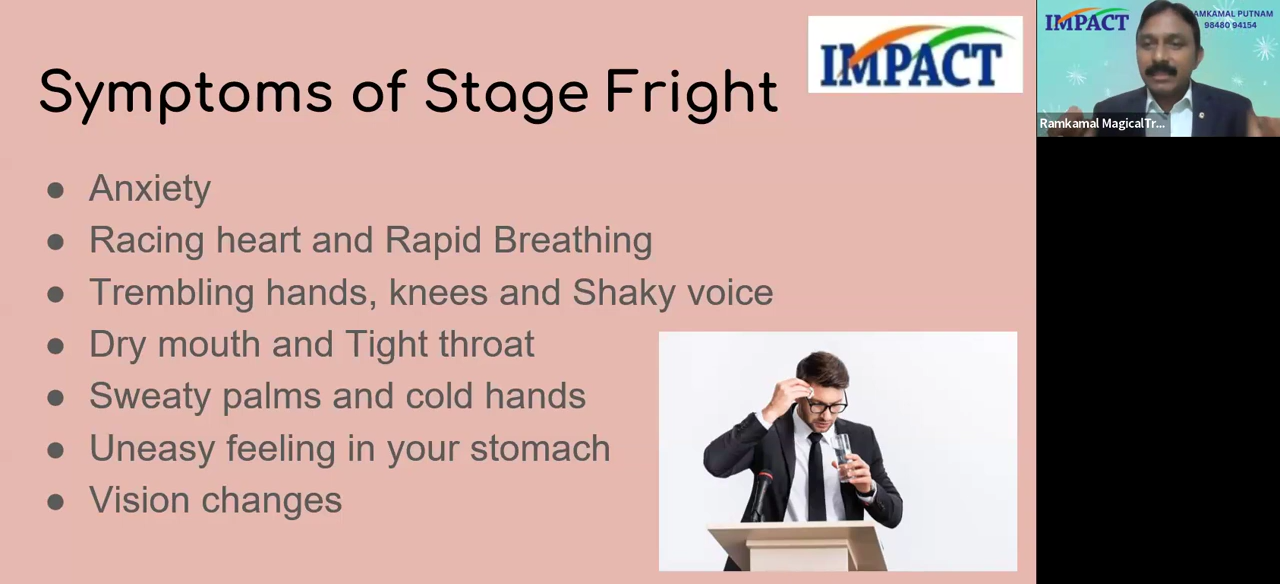 Symptoms of Stage Fright
IMPACT
● Anxiety
● Racing heart and Rapid Breathing
● Trembling hands, knees and Shaky voice
● Dry mouth and Tight throat
● Sweaty palms and cold hands
● Uneasy feeling in your stomach
● Vision changes
IMPACT
AMKAMAL PUTNAM
98480 94154
Ramkamal MagicalTr...